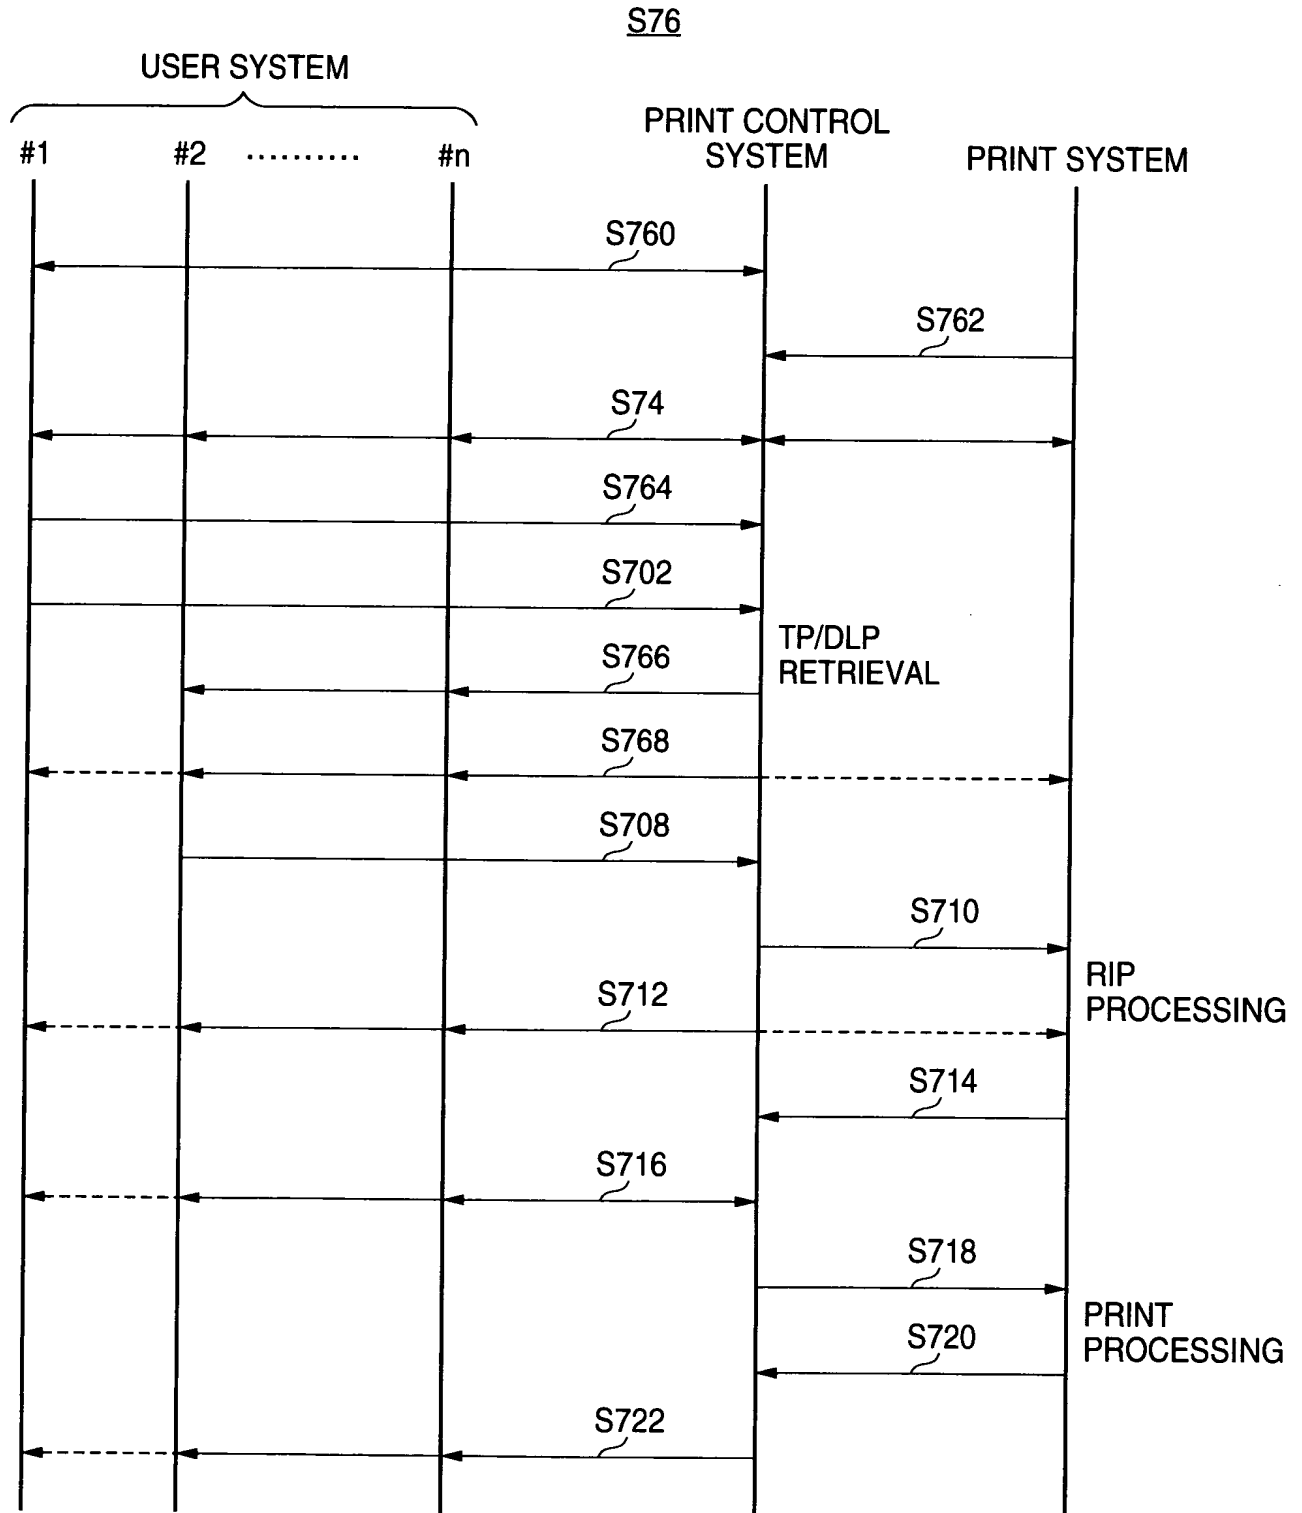 S76
USER SYSTEM
#1
#2
..........
#n
PRINT CONTROL
SYSTEM
PRINT SYSTEM
S760
S762
S74
S764
S702
TP/DLP
RETRIEVAL
S766
S768
S708
S710
RIP
PROCESSING
S712
S714
S716
S718
PRINT
PROCESSING
S720
S722